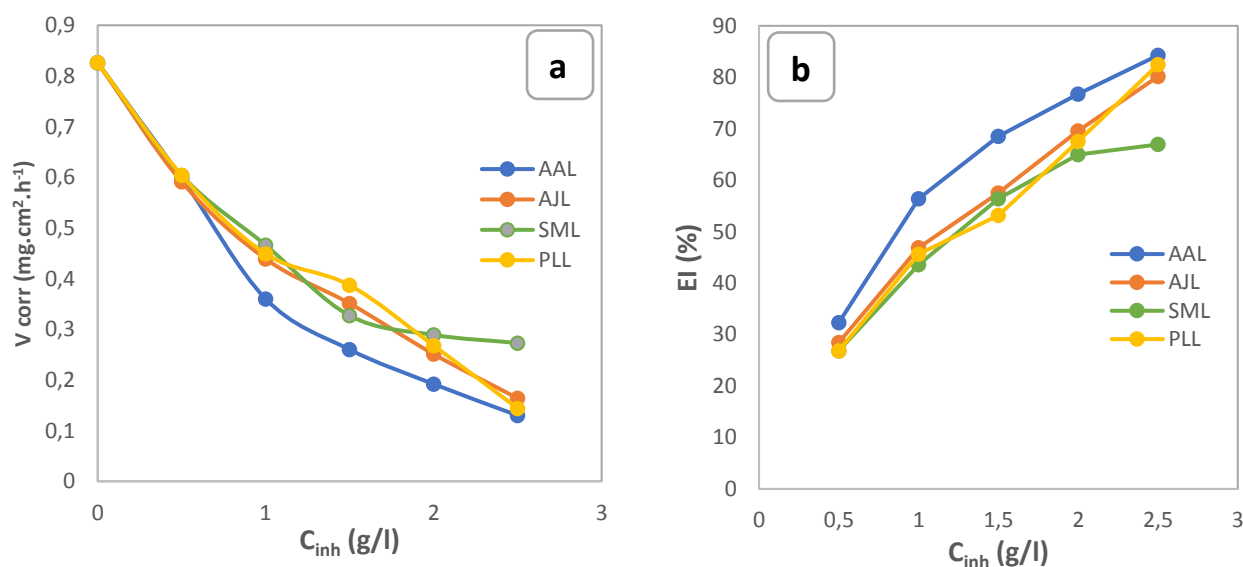 a
V corr (mg.cm².h⁻¹)
0,9
0,8
0,7
0,6
0,5
0,4
0,3
0,2
0,1
0
0 1 2 3
C_inh (g/l)
AAL
AJL
SML
PLL
b
EI (%)
90
80
70
60
50
40
30
20
10
0
0 0,5 1 1,5 2 2,5 3
C_inh (g/l)
AAL
AJL
SML
PLL